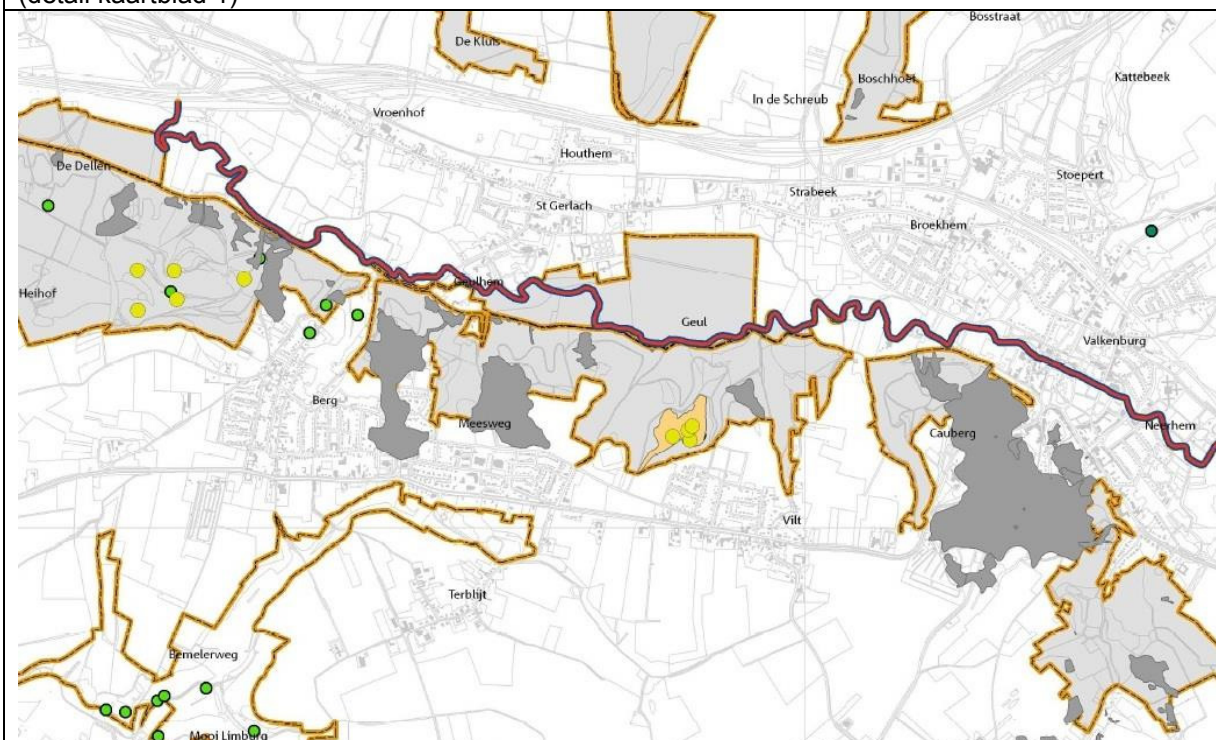 (detail kaartblad 1)
Bosstraat
De Kluis
Kattebeek
Boschhoef
In de Schreub
Vroenhof
Houthem
De Dellen
Stoepert
Strabeek
St Gerlach
Broekhem
Geulhem
Heihof
Geul
Valkenburg
Berg
Meesweg
Cauberg
Neerhem
Vilt
Terblijt
Bemelerweg
Mooi Limburg